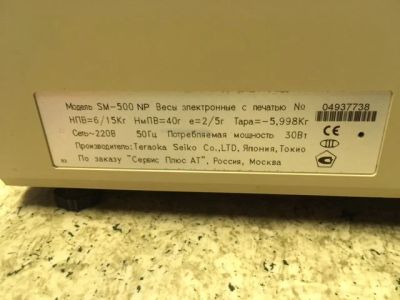 Модель SM-500 NP Весы электронные с печатью № 04937738
НПВ=6/15Кг НмПВ=40г е=2/5г Тара=-5,998Кг
Сеть~220В 50Гц Потребляемая мощность 30Вт
Производитель:Teraoka Seiko Co.,LTD, Япония, Токио
По заказу "Сервис Плюс АТ", Россия, Москва